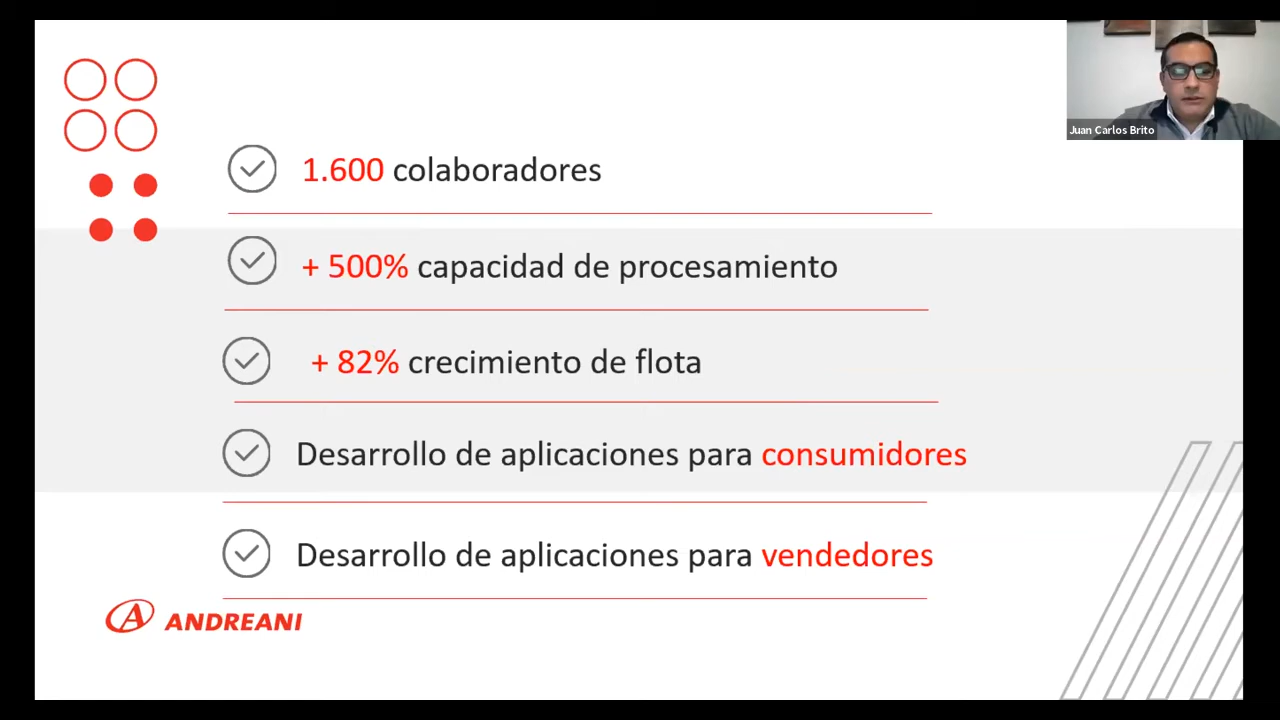 Juan Carlos Brito
1.600 colaboradores
+ 500% capacidad de procesamiento
+ 82% crecimiento de flota
Desarrollo de aplicaciones para consumidores
Desarrollo de aplicaciones para vendedores
A ANDREANI